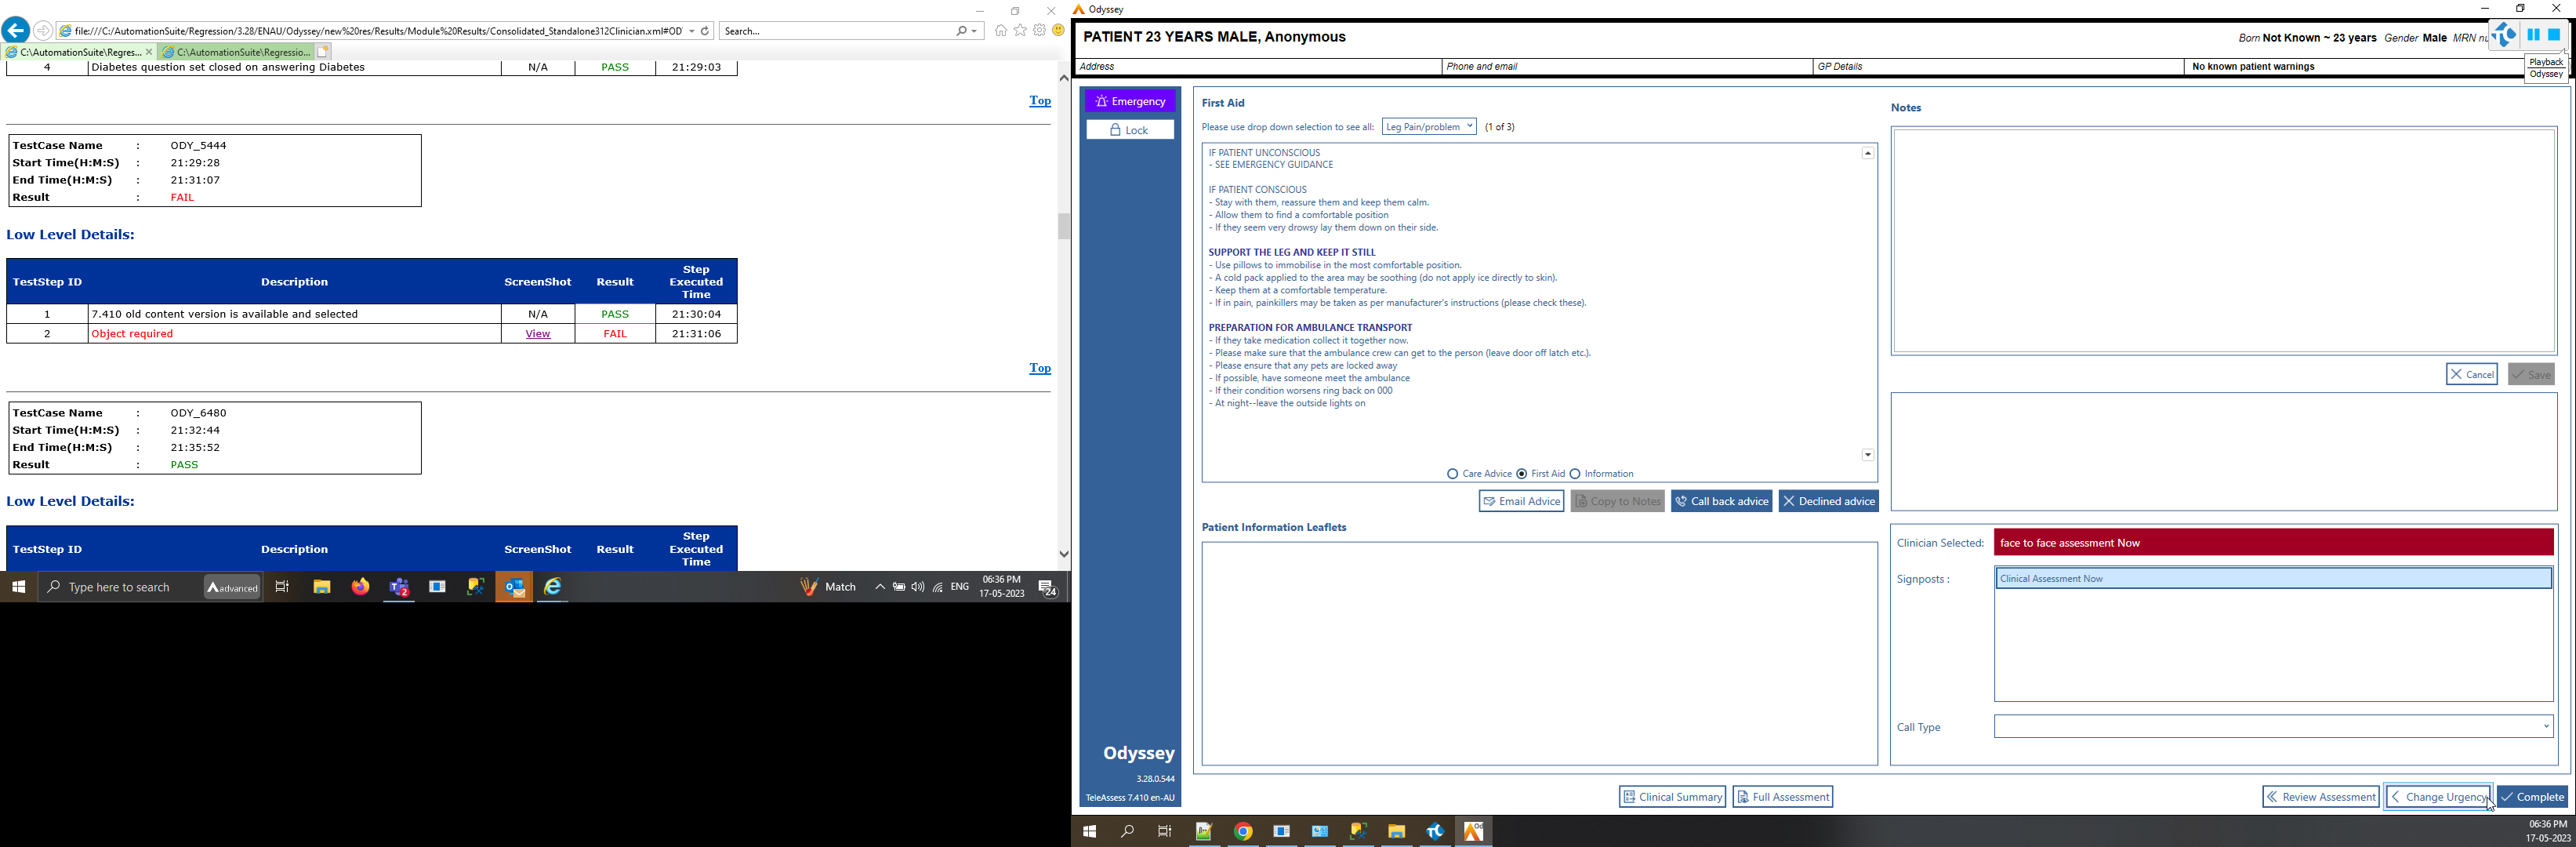 file:///C:/AutomationSuite/Regression/3.28/ENAU/Odyssey/new%20res/Results/Module%20Results/Consolidated_Standalone312Clinician.xml#OD
Search...
C:\AutomationSuite\Regres...
C:\AutomationSuite\Regressio...
4 Diabetes question set closed on answering Diabetes N/A PASS 21:29:03
Top
TestCase Name : ODY_5444
Start Time(H:M:S) : 21:29:28
End Time(H:M:S) : 21:31:07
Result : FAIL
Low Level Details:
TestStep ID Description ScreenShot Result Step Executed Time
1 7.410 old content version is available and selected N/A PASS 21:30:04
2 Object required View FAIL 21:31:06
Top
TestCase Name : ODY_6480
Start Time(H:M:S) : 21:32:44
End Time(H:M:S) : 21:35:52
Result : PASS
Low Level Details:
TestStep ID Description ScreenShot Result Step Executed Time
Type here to search
advanced
2
Match
ENG
06:36 PM
17-05-2023
24
Odyssey
PATIENT 23 YEARS MALE, Anonymous
Born Not Known ~ 23 years Gender Male MRN nu
Playback
Odyssey
Address
Phone and email
GP Details
No known patient warnings
Emergency
Lock
First Aid
Please use drop down selection to see all: Leg Pain/problem (1 of 3)
IF PATIENT UNCONSCIOUS
- SEE EMERGENCY GUIDANCE
IF PATIENT CONSCIOUS
- Stay with them, reassure them and keep them calm.
- Allow them to find a comfortable position
- If they seem very drowsy lay them down on their side.
SUPPORT THE LEG AND KEEP IT STILL
- Use pillows to immobilise in the most comfortable position.
- A cold pack applied to the area may be soothing (do not apply ice directly to skin).
- Keep them at a comfortable temperature.
- If in pain, painkillers may be taken as per manufacturer's instructions (please check these).
PREPARATION FOR AMBULANCE TRANSPORT
- If they take medication collect it together now.
- Please make sure that the ambulance crew can get to the person (leave door off latch etc.).
- Please ensure that any pets are locked away
- If possible, have someone meet the ambulance
- If their condition worsens ring back on 000
- At night--leave the outside lights on
Care Advice First Aid Information
Email Advice
Copy to Notes
Call back advice
Declined advice
Patient Information Leaflets
Notes
Cancel
Save
Clinician Selected: face to face assessment Now
Signposts : Clinical Assessment Now
Call Type
Odyssey
3.28.0.544
TeleAssess 7.410 en-AU
Clinical Summary
Full Assessment
Review Assessment
Change Urgency
Complete
Od
06:36 PM
17-05-2023